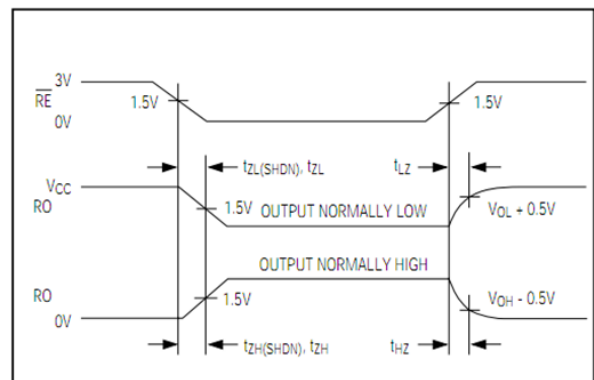 3V
RE
1.5V
1.5V
0V
tZL(SHDN), tZL
tLZ
VCC
RO
1.5V
OUTPUT NORMALLY LOW
VOL + 0.5V
OUTPUT NORMALLY HIGH
RO
1.5V
VOH - 0.5V
0V
tZH(SHDN), tZH
tHZ